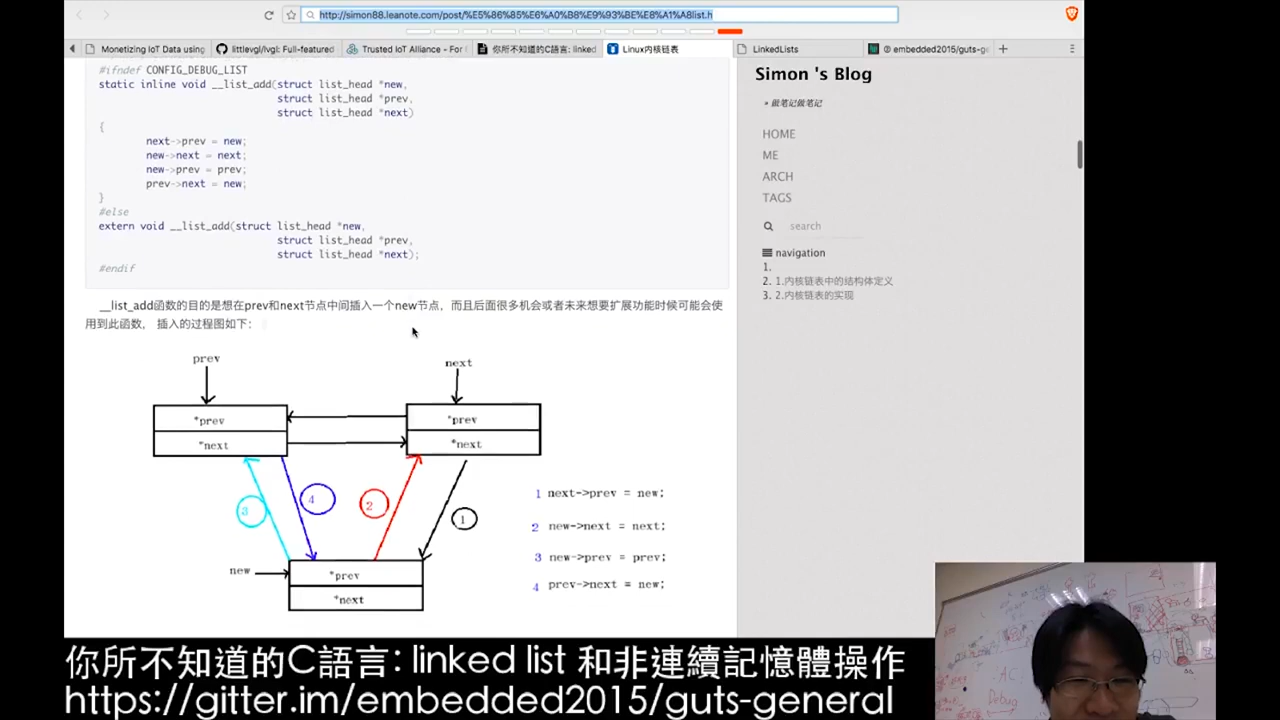 http://simon88.leanote.com/post/%E5%86%85%E6%A0%B8%E9%93%BE%E8%A1%A8list.h
Monetizing IoT Data using
littlevgl/lvgl: Full-featured
Trusted IoT Alliance - For
你所不知道的C語言: linked
Linux内核链表
LinkedLists
@ embedded2015/guts-ge
#ifndef CONFIG_DEBUG_LIST
static inline void __list_add(struct list_head *new,
struct list_head *prev,
struct list_head *next)
{
next->prev = new;
new->next = next;
new->prev = prev;
prev->next = new;
}
#else
extern void __list_add(struct list_head *new,
struct list_head *prev,
struct list_head *next);
#endif
__list_add函数的目的是想在prev和next节点中间插入一个new节点，而且后面很多机会或者未来想要扩展功能时候可能会使
用到此函数， 插入的过程图如下：
prev
next
*prev
*next
*prev
*next
3
4
2
1
new
*prev
*next
1 next->prev = new;
2 new->next = next;
3 new->prev = prev;
4 prev->next = new;
Simon 's Blog
» 做笔记做笔记
HOME
ME
ARCH
TAGS
search
navigation
1.
2. 1.内核链表中的结构体定义
3. 2.内核链表的实现
AC
Debug
你所不知道的C語言: linked list 和非連續記憶體操作
https://gitter.im/embedded2015/guts-general